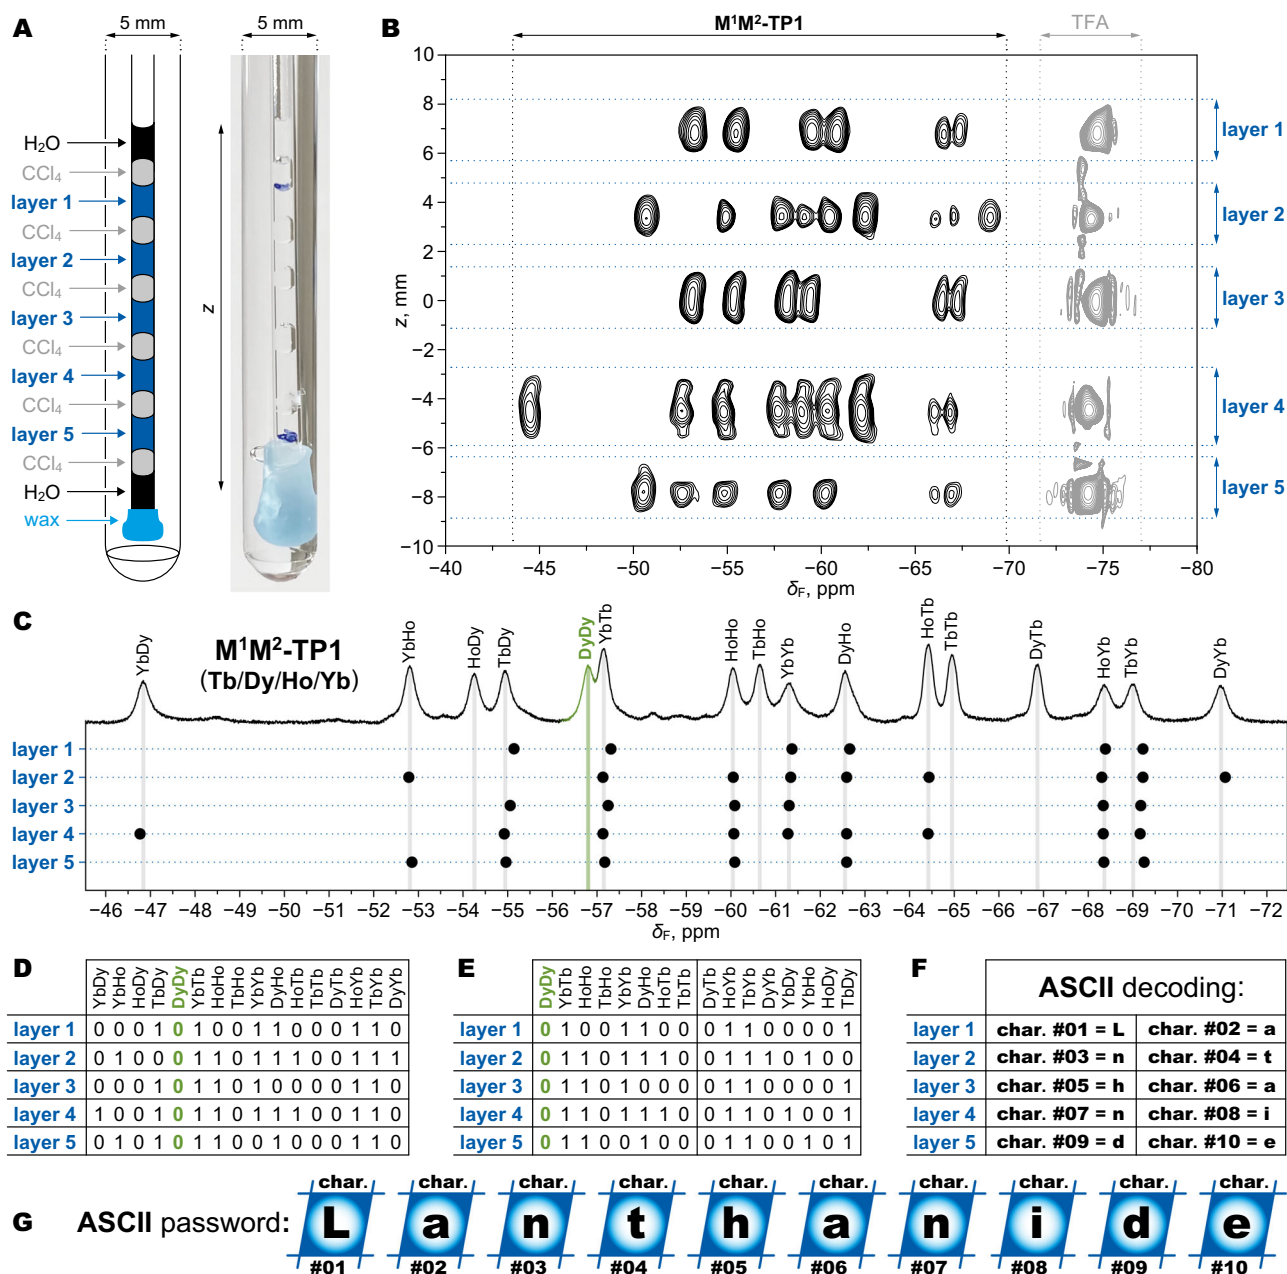 A
5 mm
5 mm
H₂O
CCl₄
layer 1
CCl₄
layer 2
CCl₄
layer 3
CCl₄
layer 4
CCl₄
layer 5
CCl₄
H₂O
wax
z
B
M¹M²-TP1
TFA
10
8
6
4
2
0
−2
−4
−6
−8
−10
z, mm
−40 −45 −50 −55 −60 −65 −70 −75 −80
δF, ppm
layer 1
layer 2
layer 3
layer 4
layer 5
C
M¹M²-TP1
(Tb/Dy/Ho/Yb)
YbDy YbHo HoDy TbDy DyDy YbTb HoHo TbHo YbYb DyHo HoTb TbTb DyTb HoYb TbYb DyYb
layer 1
layer 2
layer 3
layer 4
layer 5
−46 −47 −48 −49 −50 −51 −52 −53 −54 −55 −56 −57 −58 −59 −60 −61 −62 −63 −64 −65 −66 −67 −68 −69 −70 −71 −72
δF, ppm
D
YbDy YbHo HoDy TbDy DyDy YbTb HoHo TbHo YbYb DyHo HoTb TbTb DyTb HoYb TbYb DyYb
layer 1 0 0 0 1 0 1 0 0 1 1 0 0 0 1 1 0
layer 2 0 1 0 0 0 1 1 0 1 1 1 0 0 1 1 1
layer 3 0 0 0 1 0 1 1 0 1 0 0 0 0 1 1 0
layer 4 1 0 0 1 0 1 1 0 1 1 1 0 0 1 1 0
layer 5 0 1 0 1 0 1 1 0 0 1 0 0 0 1 1 0
E
DyDy YbTb HoHo TbHo YbYb DyHo HoTb TbTb DyTb HoYb TbYb DyYb YbDy YbHo HoDy TbDy
layer 1 0 1 0 0 1 1 0 0 0 1 1 0 0 0 0 1
layer 2 0 1 1 0 1 1 1 0 0 1 1 1 0 1 0 0
layer 3 0 1 1 0 1 0 0 0 0 1 1 0 0 0 0 1
layer 4 0 1 1 0 1 1 1 0 0 1 1 0 1 0 0 1
layer 5 0 1 1 0 0 1 0 0 0 1 1 0 0 1 0 1
F
ASCII decoding:
layer 1 char. #01 = L char. #02 = a
layer 2 char. #03 = n char. #04 = t
layer 3 char. #05 = h char. #06 = a
layer 4 char. #07 = n char. #08 = i
layer 5 char. #09 = d char. #10 = e
G
ASCII password:
char. char. char. char. char. char. char. char. char. char.
L a n t h a n i d e
#01 #02 #03 #04 #05 #06 #07 #08 #09 #10